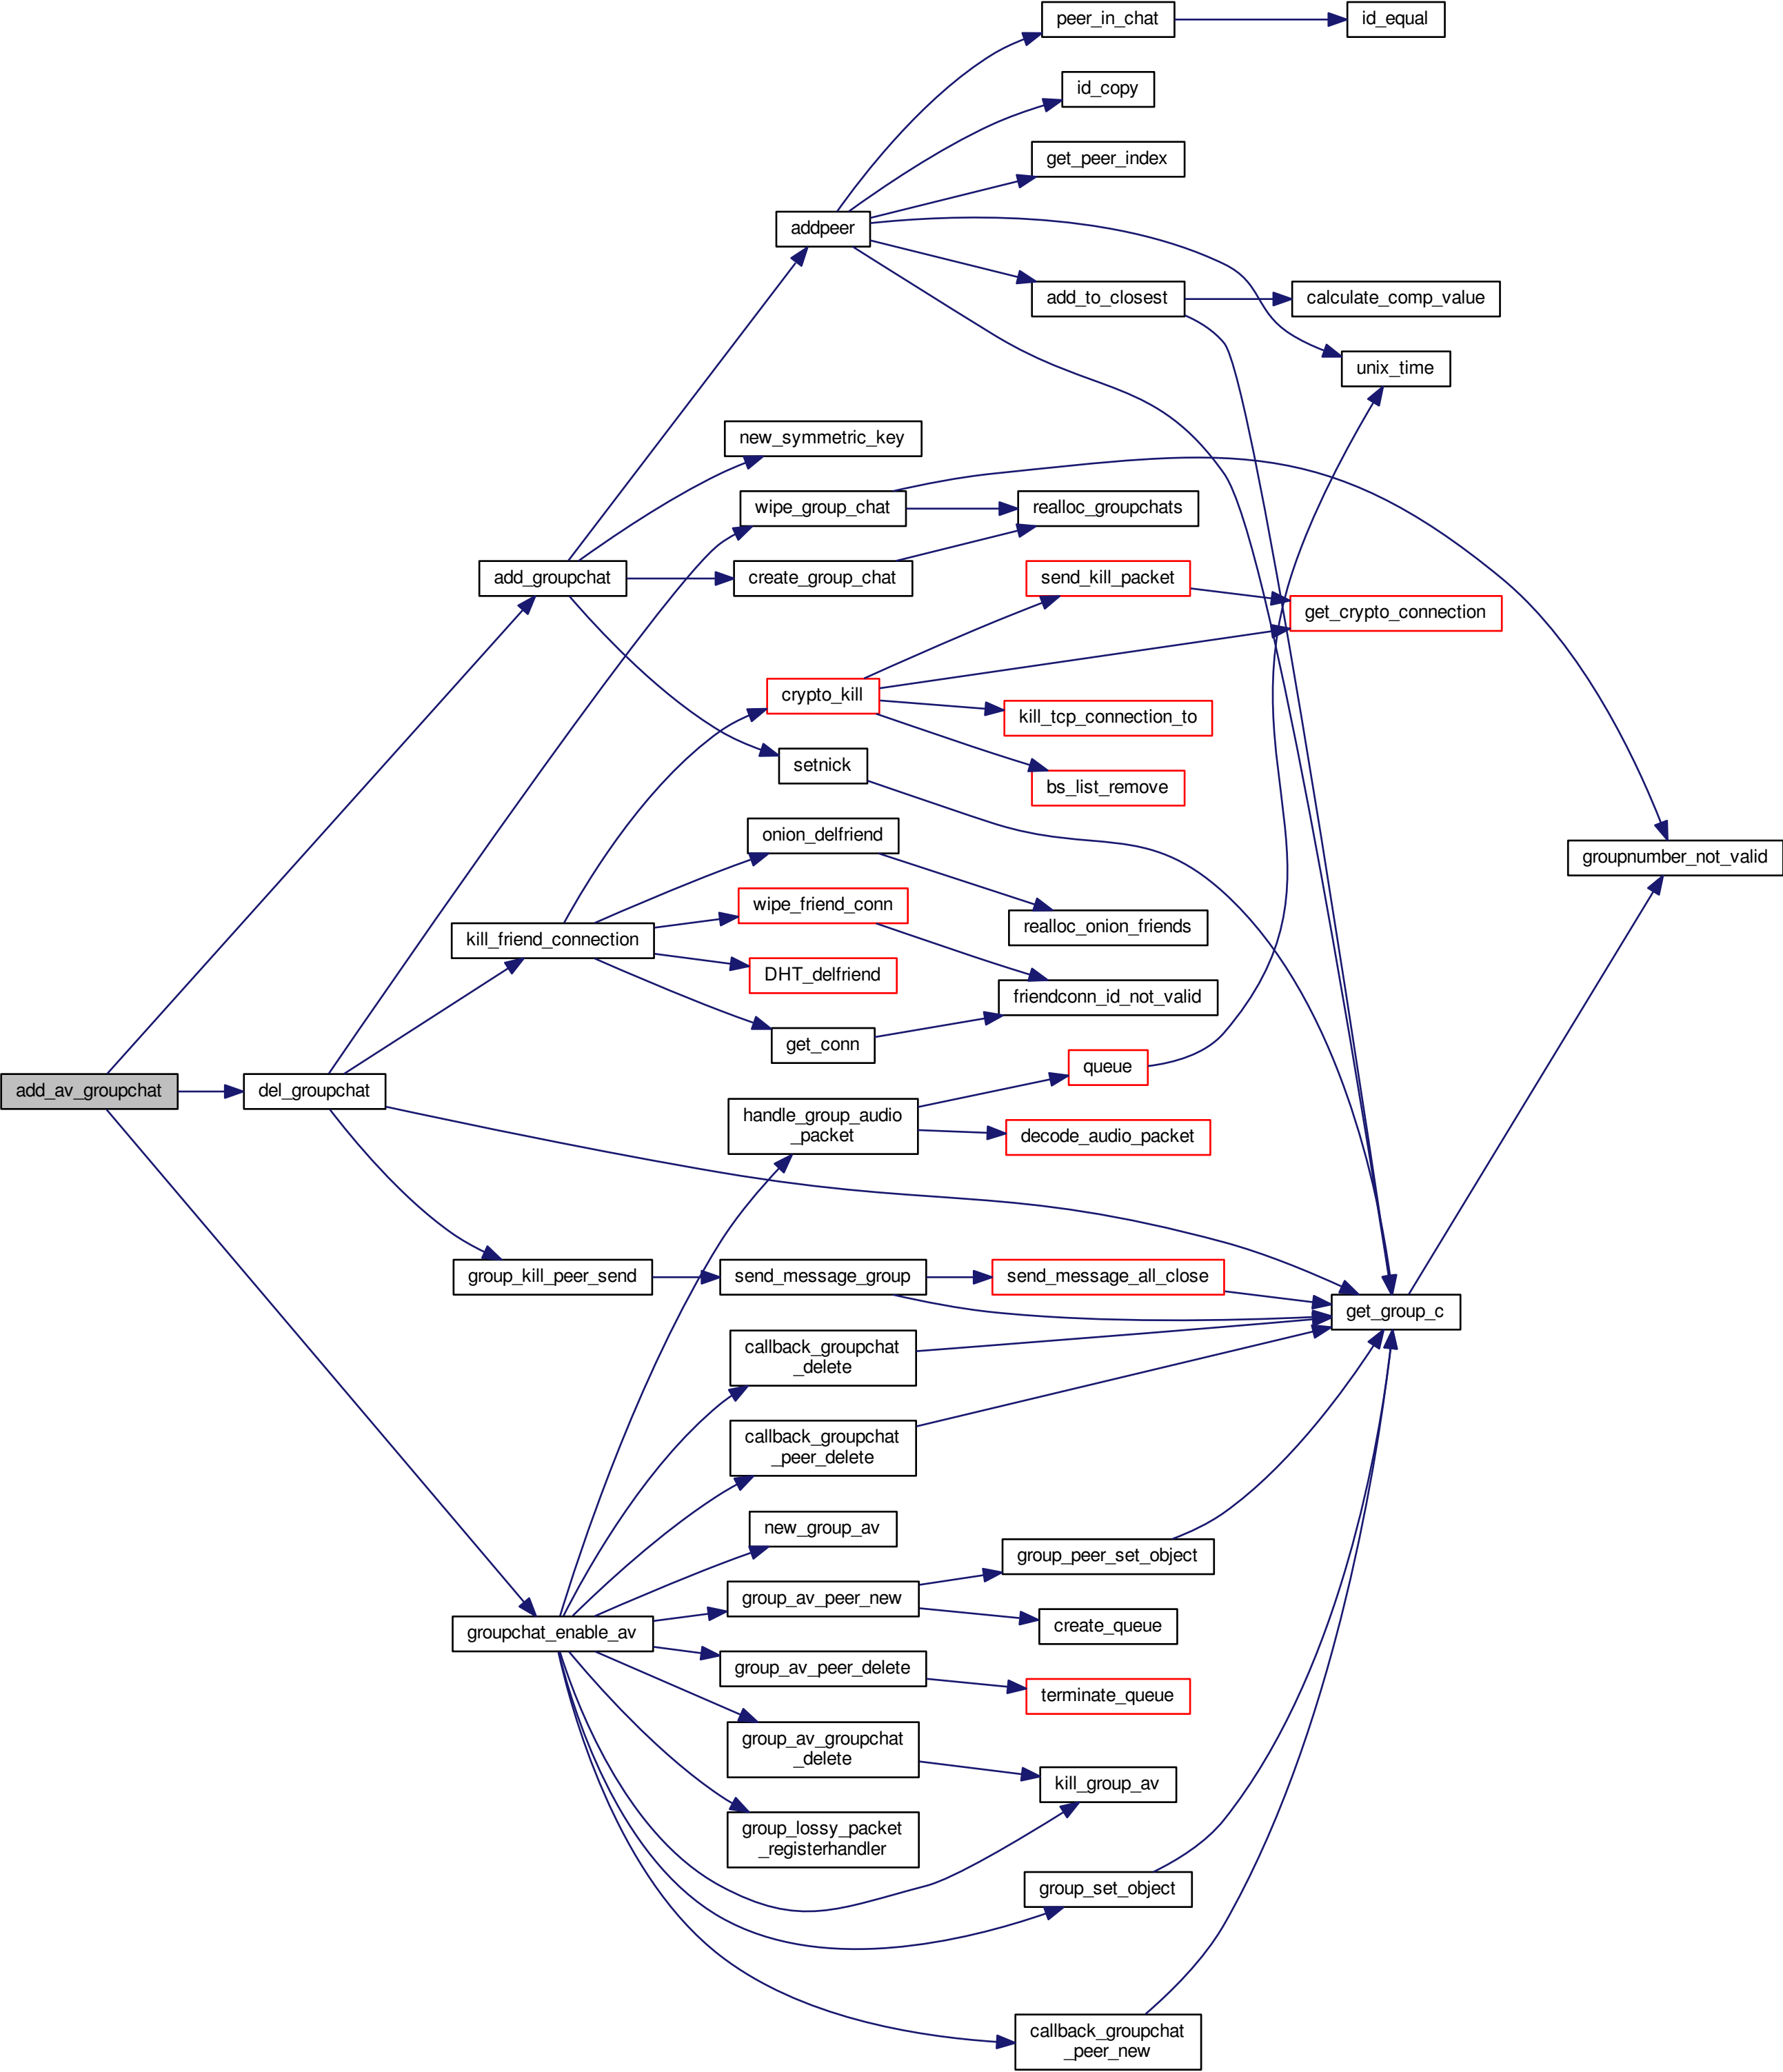 peer_in_chat
id_equal
id_copy
get_peer_index
addpeer
add_to_closest
calculate_comp_value
unix_time
new_symmetric_key
wipe_group_chat
realloc_groupchats
add_groupchat
create_group_chat
send_kill_packet
get_crypto_connection
crypto_kill
kill_tcp_connection_to
setnick
bs_list_remove
onion_delfriend
groupnumber_not_valid
wipe_friend_conn
realloc_onion_friends
kill_friend_connection
DHT_delfriend
friendconn_id_not_valid
get_conn
queue
add_av_groupchat
del_groupchat
handle_group_audio
_packet
decode_audio_packet
group_kill_peer_send
send_message_group
send_message_all_close
get_group_c
callback_groupchat
_delete
callback_groupchat
_peer_delete
new_group_av
group_peer_set_object
group_av_peer_new
create_queue
groupchat_enable_av
group_av_peer_delete
terminate_queue
group_av_groupchat
_delete
kill_group_av
group_lossy_packet
_registerhandler
group_set_object
callback_groupchat
_peer_new